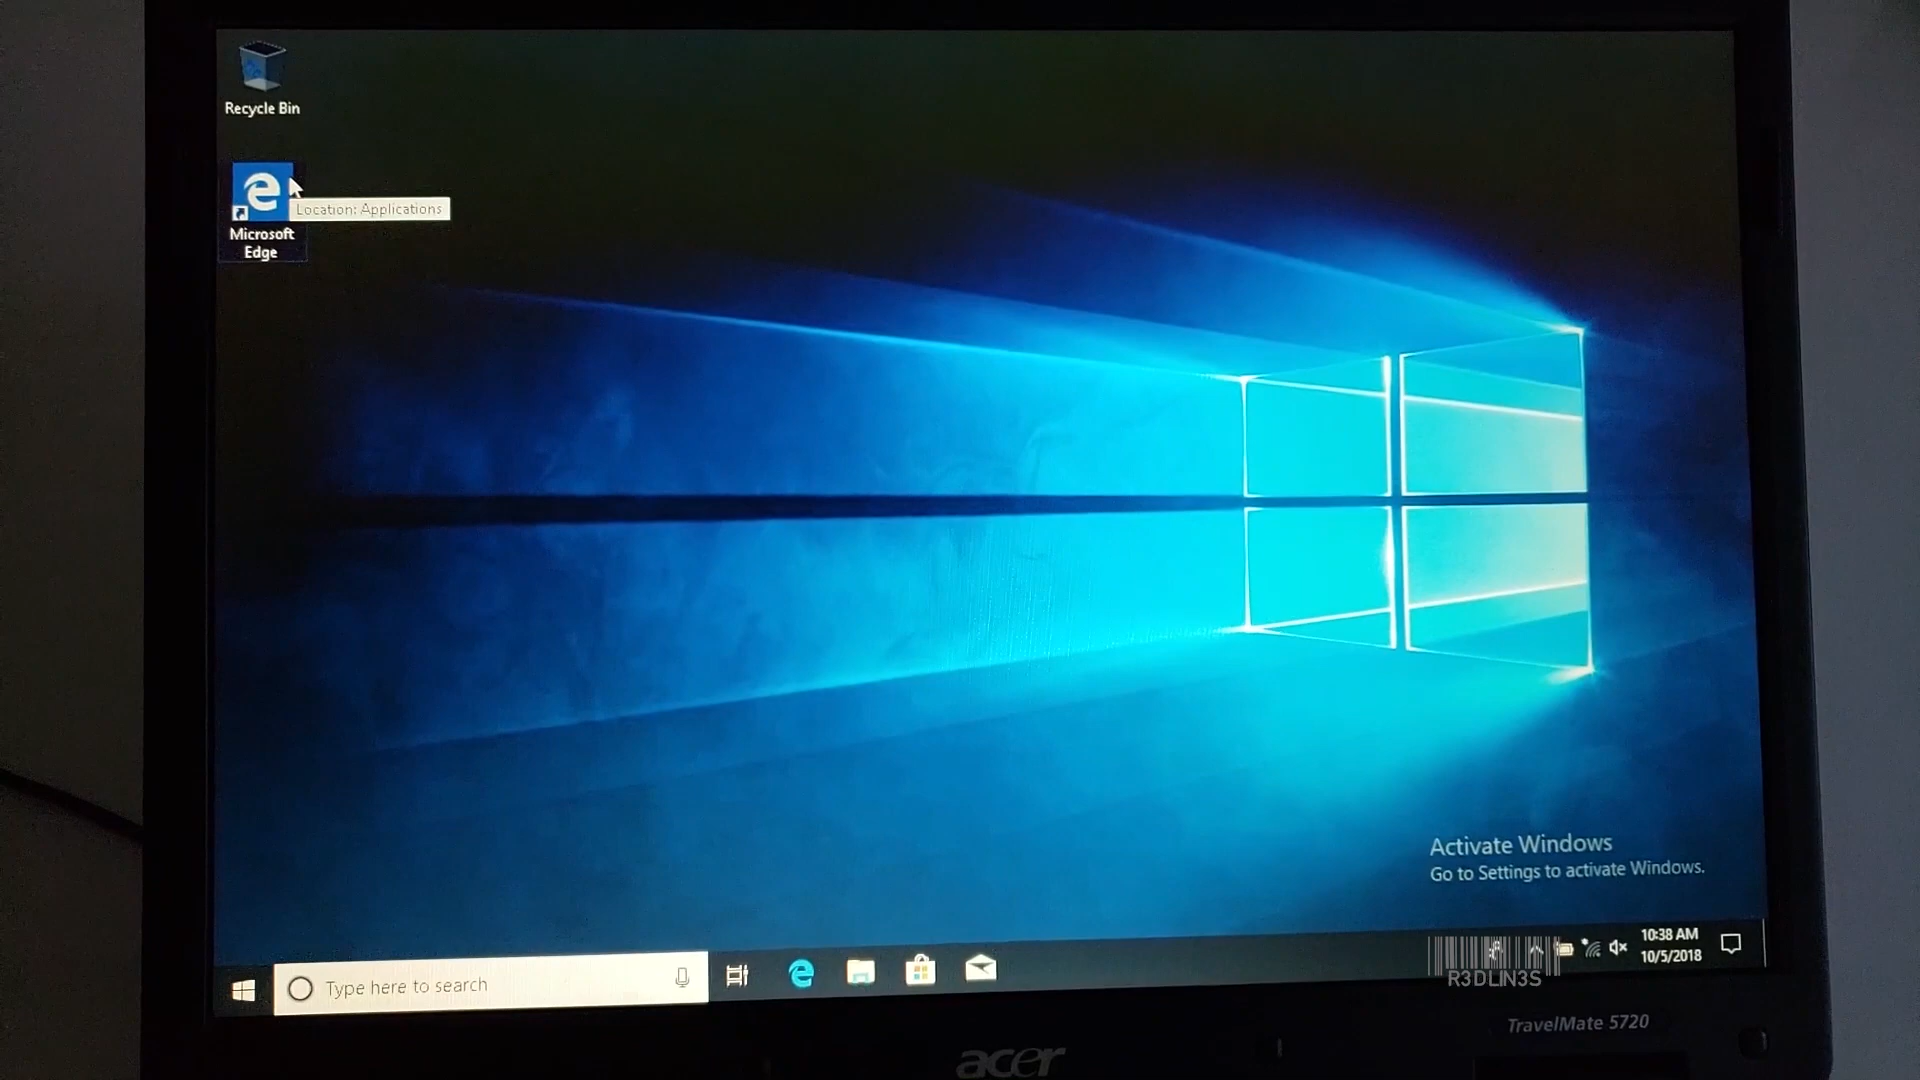 Recycle Bin
Microsoft
Edge
Location: Applications
Activate Windows
Go to Settings to activate Windows.
Type here to search
10:38 AM
10/5/2018
R3DLIN3S
TravelMate 5720
acer